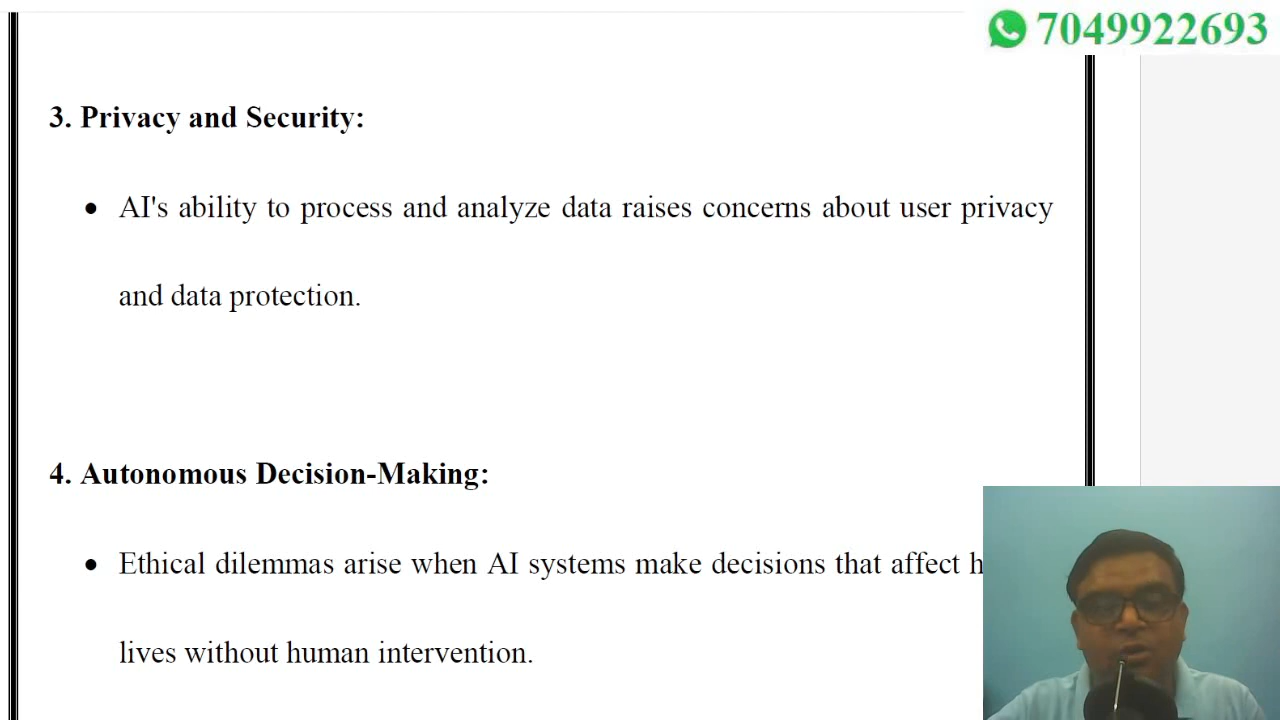 7049922693
3. Privacy and Security:
• AI's ability to process and analyze data raises concerns about user privacy
and data protection.
4. Autonomous Decision-Making:
• Ethical dilemmas arise when AI systems make decisions that affect
lives without human intervention.